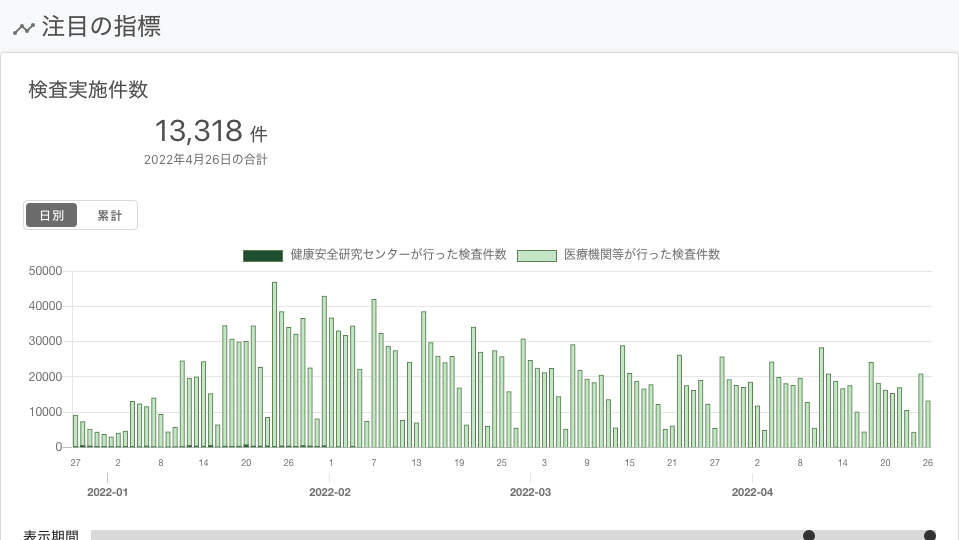 注目の指標
検査実施件数
13,318 件
2022年4月26日の合計
日別 累計
健康安全研究センターが行った検査件数 医療機関等が行った検査件数
50000
40000
30000
20000
10000
0
27 2 8 14 20 26 1 7 13 19 25 3 9 15 21 27 2 8 14 20 26
2022-01 2022-02 2022-03 2022-04
表示期間